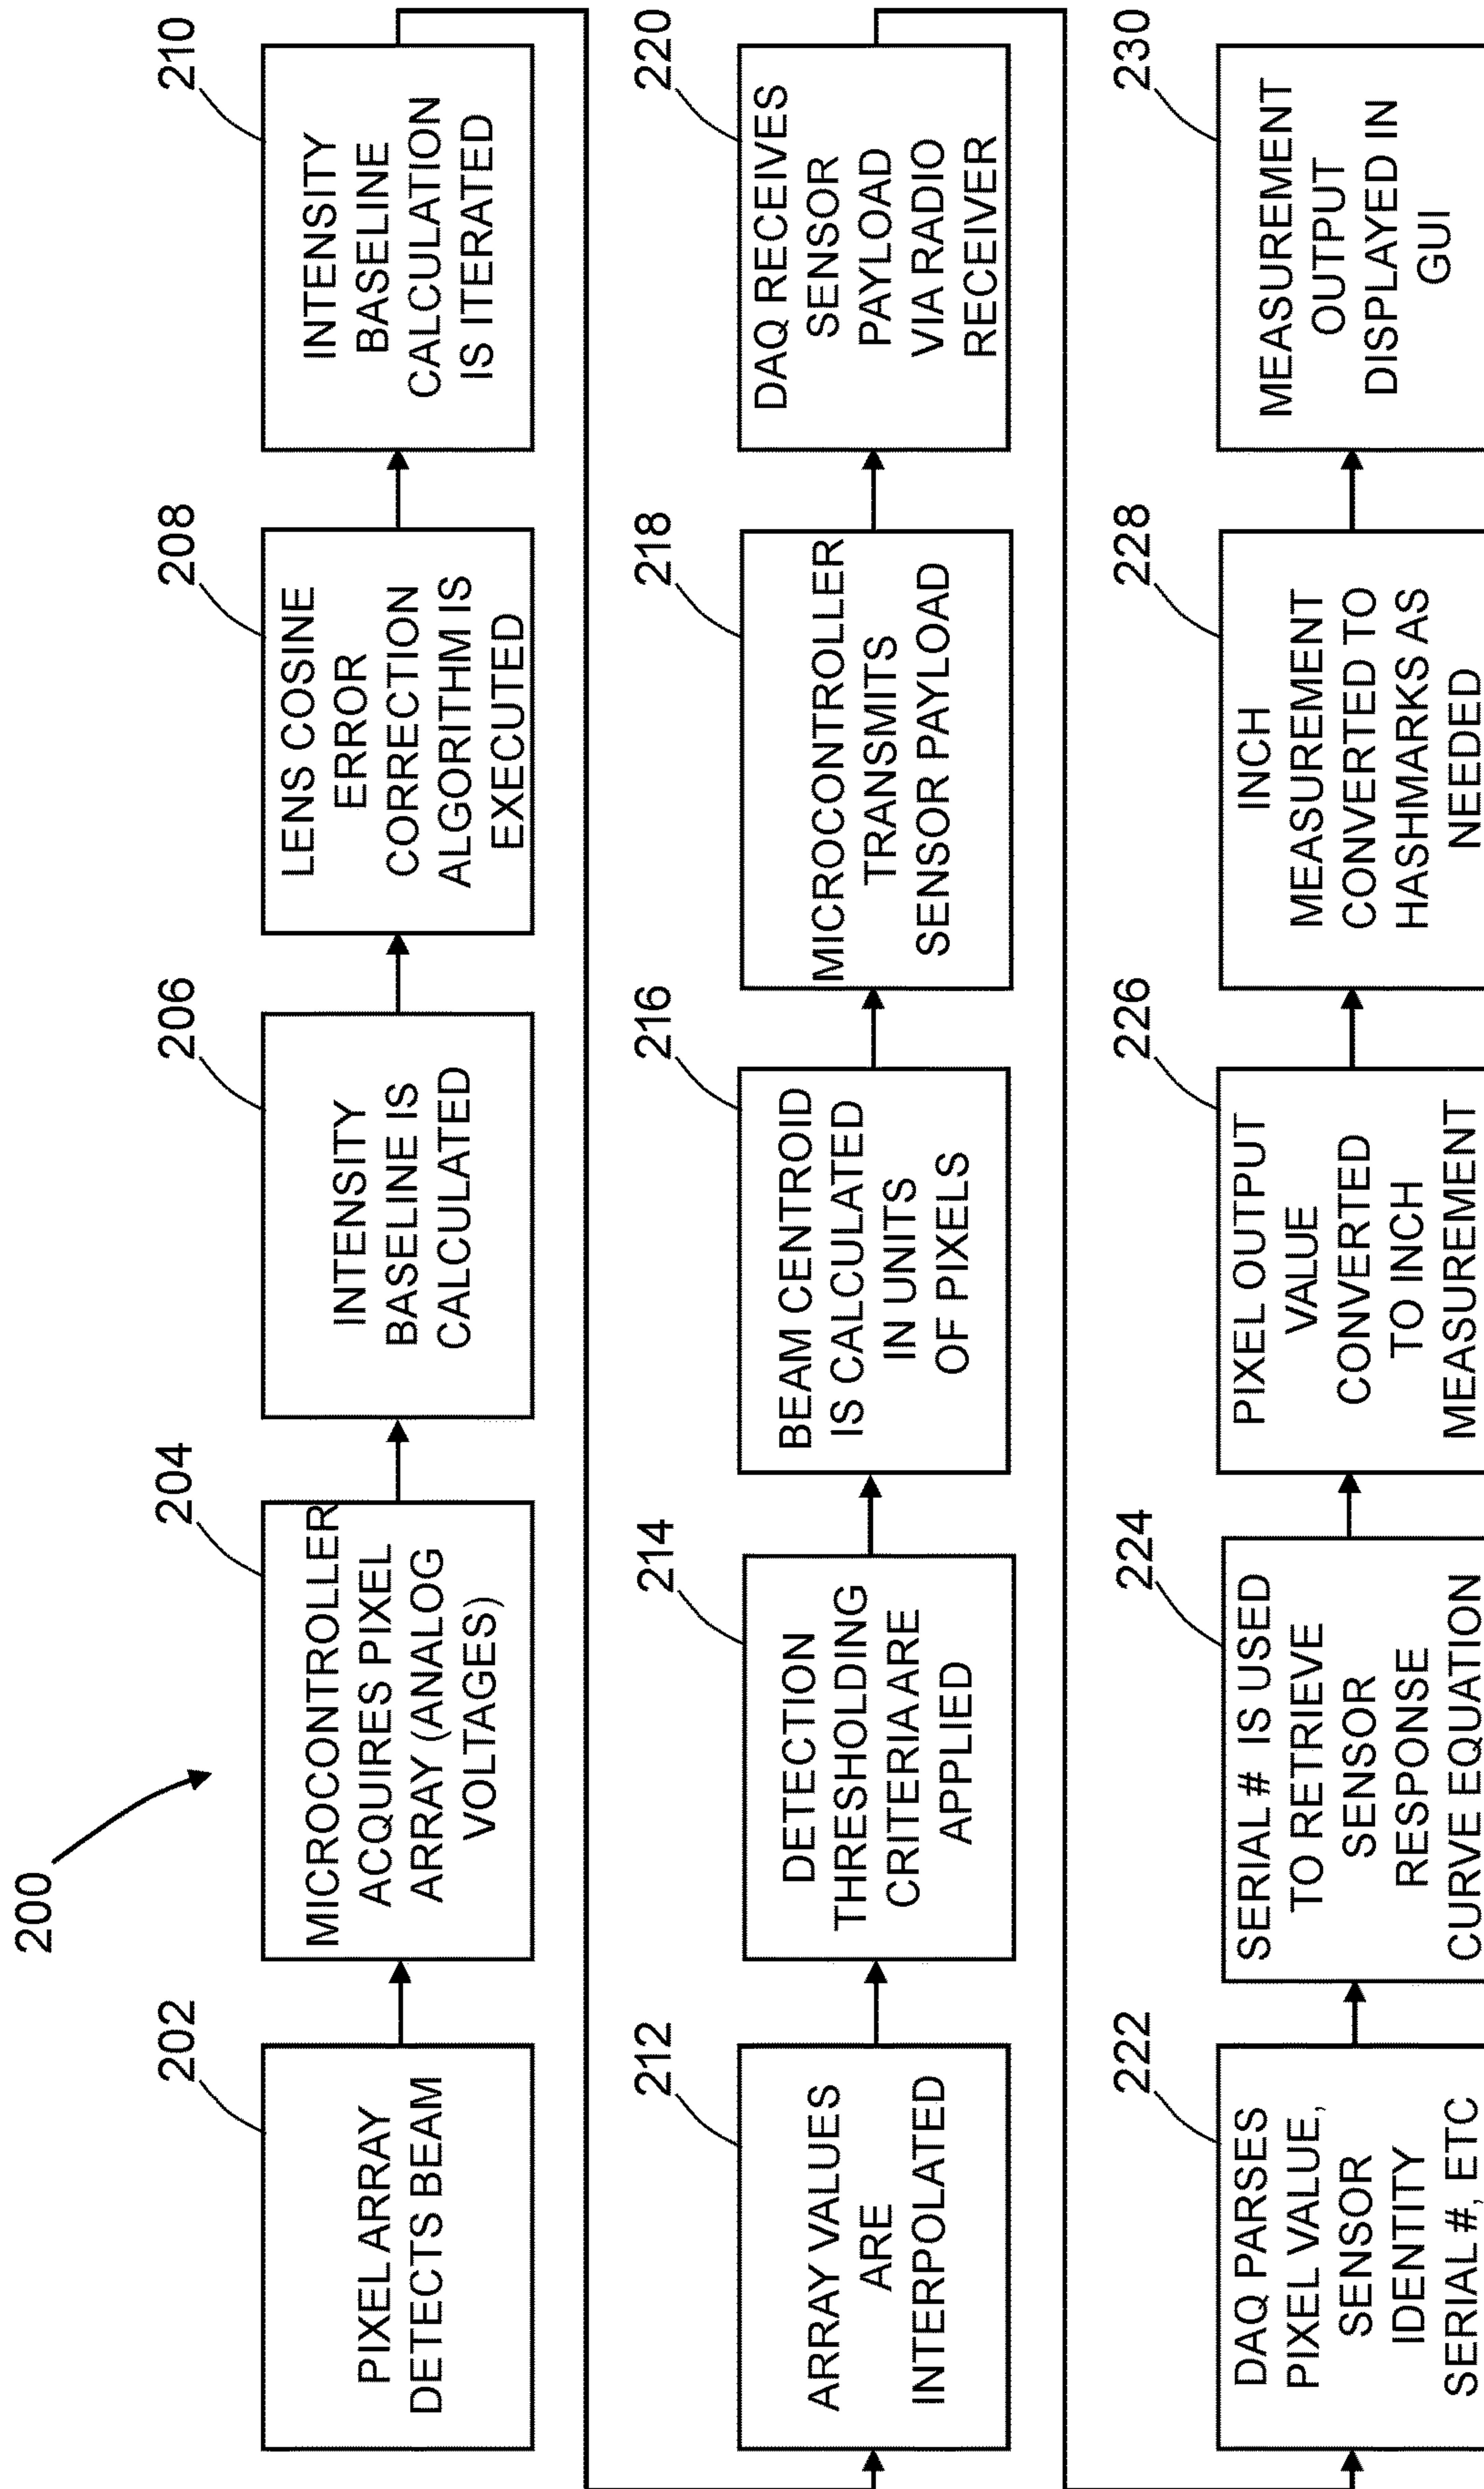 200
202
PIXEL ARRAY
DETECTS BEAM
204
MICROCONTROLLER
ACQUIRES PIXEL
ARRAY (ANALOG
VOLTAGES)
206
INTENSITY
BASELINE IS
CALCULATED
208
LENS COSINE
ERROR
CORRECTION
ALGORITHM IS
EXECUTED
210
INTENSITY
BASELINE
CALCULATION
IS ITERATED
212
ARRAY VALUES
ARE
INTERPOLATED
214
DETECTION
THRESHOLDING
CRITERIA ARE
APPLIED
216
BEAM CENTROID
IS CALCULATED
IN UNITS
OF PIXELS
218
MICROCONTROLLER
TRANSMITS
SENSOR PAYLOAD
220
DAQ RECEIVES
SENSOR
PAYLOAD
VIA RADIO
RECEIVER
222
DAQ PARSES
PIXEL VALUE,
SENSOR
IDENTITY
SERIAL #, ETC
224
SERIAL # IS USED
TO RETRIEVE
SENSOR
RESPONSE
CURVE EQUATION
226
PIXEL OUTPUT
VALUE
CONVERTED
TO INCH
MEASUREMENT
228
INCH
MEASUREMENT
CONVERTED TO
HASHMARKS AS
NEEDED
230
MEASUREMENT
OUTPUT
DISPLAYED IN
GUI